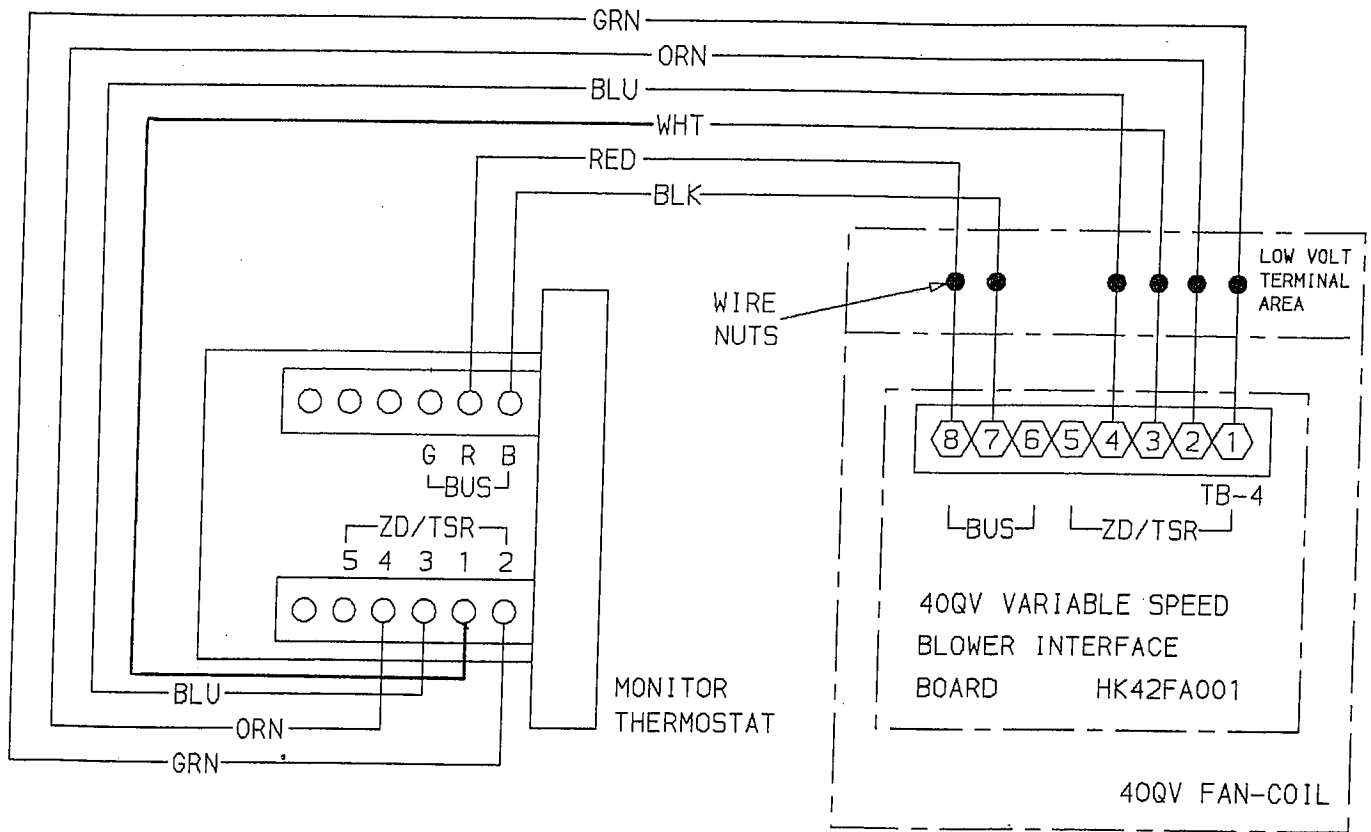 GRN
ORN
BLU
WHT
RED
BLK
LOW VOLT
TERMINAL
AREA
WIRE
NUTS
8 7 6 5 4 3 2 1
TB-4
BUS ZD/TSR
G R B
BUS
ZD/TSR
5 4 3 1 2
40QV VARIABLE SPEED
BLOWER INTERFACE
BOARD HK42FA001
MONITOR
THERMOSTAT
BLU
ORN
GRN
40QV FAN-COIL